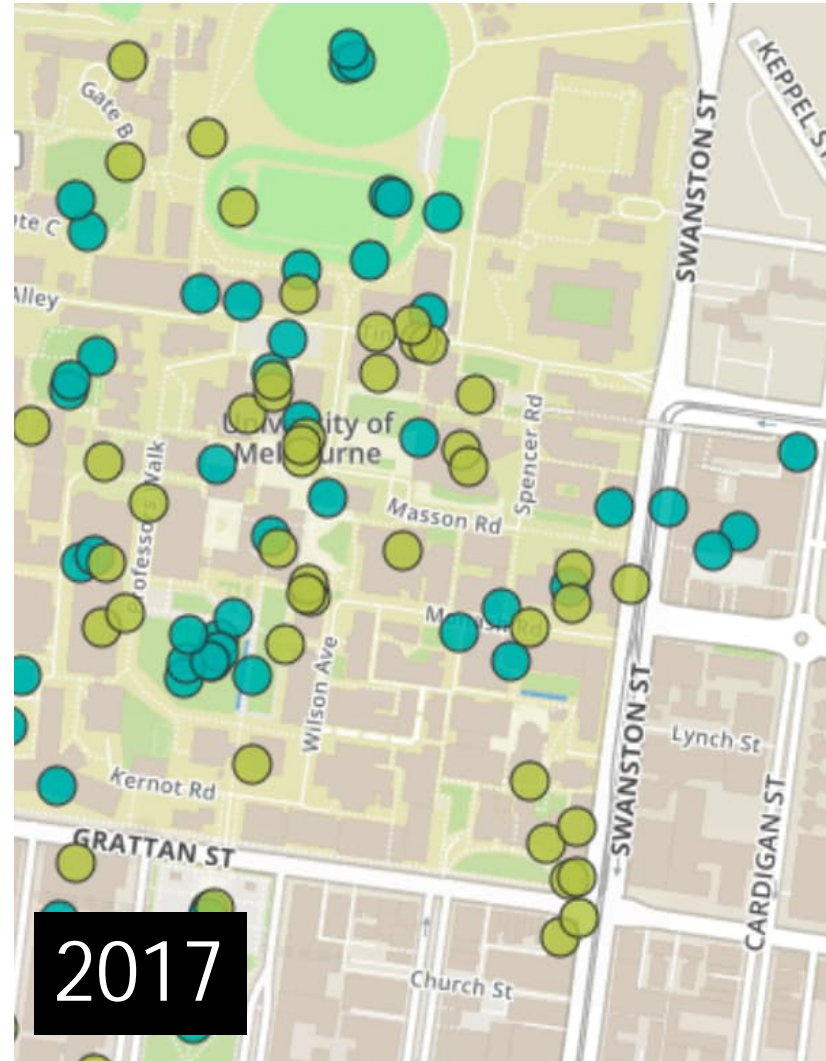 KEPPEL ST
Gate B
SWANSTON ST
te C
Alley
University of
Melbourne
Spencer Rd
Professors Walk
Masson Rd
Monash Rd
Wilson Ave
SWANSTON ST
Lynch St
Kernot Rd
CARDIGAN ST
GRATTAN ST
2017
Church St